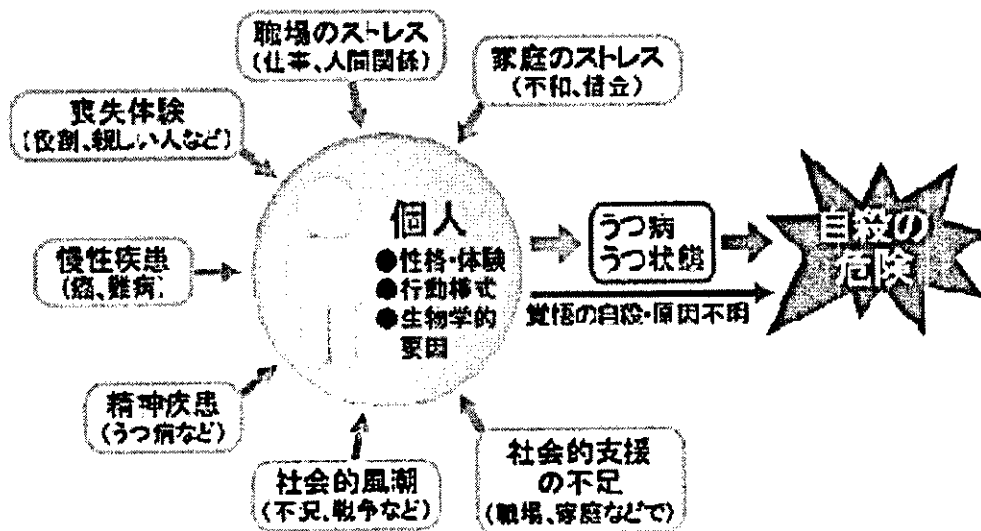 職場のストレス
(仕事、人間関係)
家庭のストレス
(不和、借金)
喪失体験
(役割、親しい人など)
慢性疾患
(癌、難病)
精神疾患
(うつ病など)
社会的風潮
(不況、戦争など)
社会的支援
の不足
(職場、家庭などで)
個人
●性格・体験
●行動様式
●生物学的
要因
うつ病
うつ状態
覚悟の自殺・原因不明
自殺の
危険